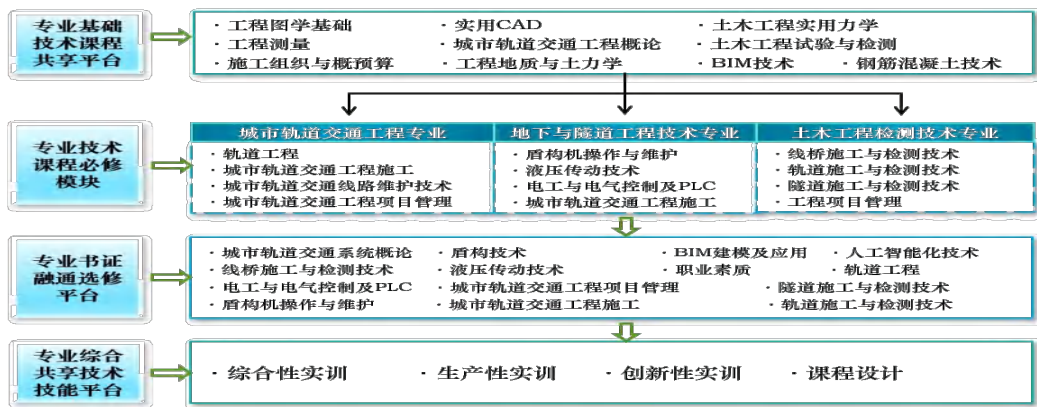 专业基础
技术课程
共享平台
· 工程图学基础 · 实用CAD · 土木工程实用力学
· 工程测量 · 城市轨道交通工程概论 · 土木工程试验与检测
· 施工组织与概预算 · 工程地质与土力学 · BIM技术 · 钢筋混凝土技术
专业技术
课程必修
模块
城市轨道交通工程专业
· 轨道工程
· 城市轨道交通工程施工
· 城市轨道交通线路维护技术
· 城市轨道交通工程项目管理
地下与隧道工程技术专业
· 盾构机操作与维护
· 液压传动技术
· 电工与电气控制及PLC
· 城市轨道交通工程施工
土木工程检测技术专业
· 线桥施工与检测技术
· 轨道施工与检测技术
· 隧道施工与检测技术
· 工程项目管理
专业书证
融通选修
平台
· 城市轨道交通系统概论 · 盾构技术 · BIM建模及应用 · 人工智能化技术
· 线桥施工与检测技术 · 液压传动技术 · 职业素质 · 轨道工程
· 电工与电气控制及PLC · 城市轨道交通工程项目管理 · 隧道施工与检测技术
· 盾构机操作与维护 · 城市轨道交通工程施工 · 轨道施工与检测技术
专业综合
共享技术
技能平台
· 综合性实训 · 生产性实训 · 创新性实训 · 课程设计